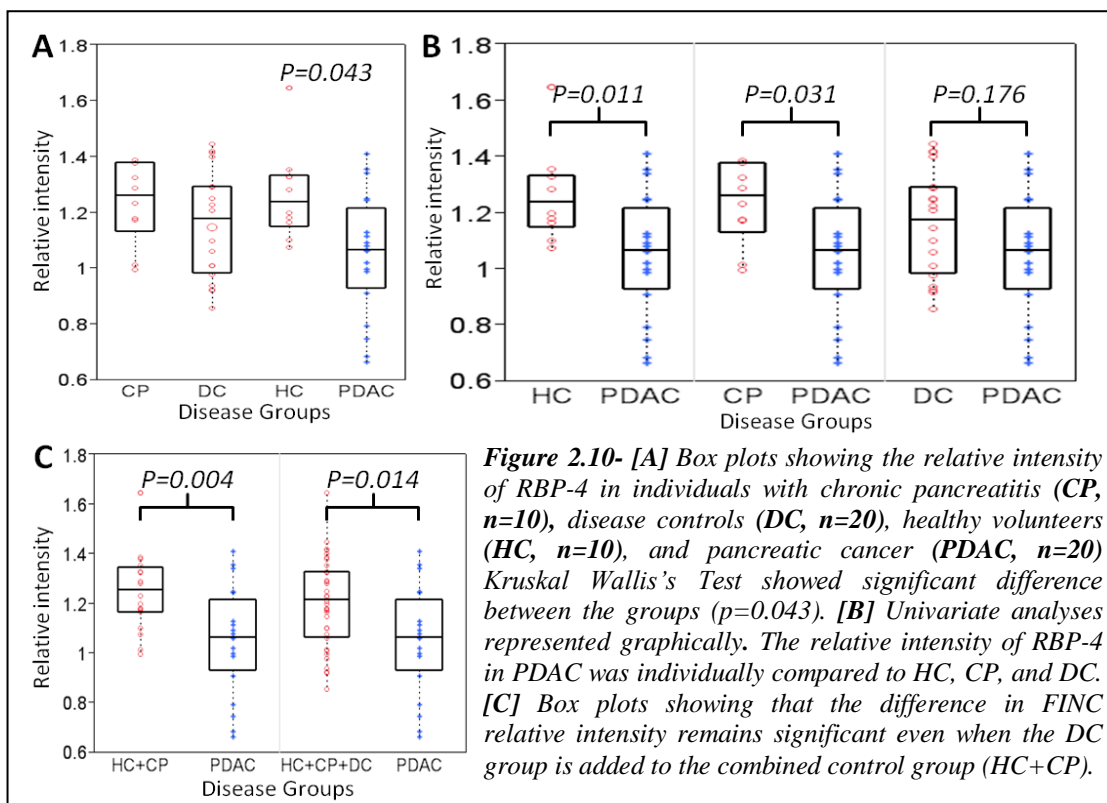 A
P=0.043
1.8
1.6
1.4
1.2
1
0.8
0.6
Relative intensity
CP DC HC PDAC
Disease Groups
B
P=0.011 P=0.031 P=0.176
1.8
1.6
1.4
1.2
1
0.8
0.6
Relative intensity
HC PDAC CP PDAC DC PDAC
Disease Groups
C
P=0.004 P=0.014
1.8
1.6
1.4
1.2
1
0.8
0.6
Relative intensity
HC+CP PDAC HC+CP+DC PDAC
Disease Groups
Figure 2.10- [A] Box plots showing the relative intensity
of RBP-4 in individuals with chronic pancreatitis (CP,
n=10), disease controls (DC, n=20), healthy volunteers
(HC, n=10), and pancreatic cancer (PDAC, n=20)
Kruskal Wallis's Test showed significant difference
between the groups (p=0.043). [B] Univariate analyses
represented graphically. The relative intensity of RBP-4
in PDAC was individually compared to HC, CP, and DC.
[C] Box plots showing that the difference in FINC
relative intensity remains significant even when the DC
group is added to the combined control group (HC+CP).